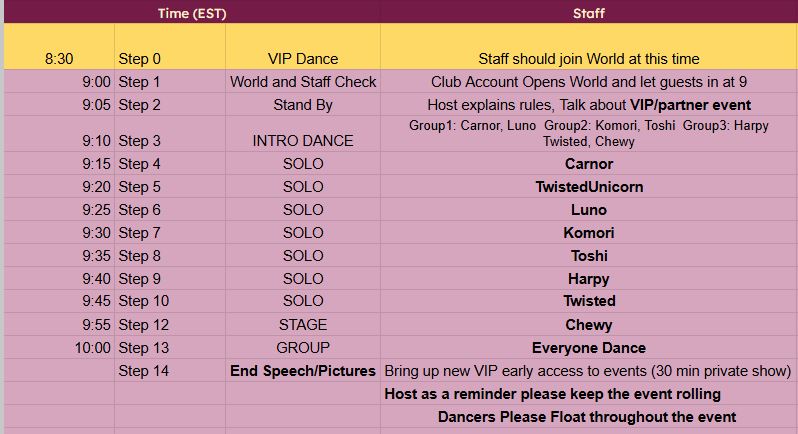 Time (EST) Staff
8:30 Step 0 VIP Dance Staff should join World at this time
9:00 Step 1 World and Staff Check Club Account Opens World and let guests in at 9
9:05 Step 2 Stand By Host explains rules, Talk about VIP/partner event
9:10 Step 3 INTRO DANCE Group1: Carnor, Luno Group2: Komori, Toshi Group3: Harpy
Twisted, Chewy
9:15 Step 4 SOLO Carnor
9:20 Step 5 SOLO TwistedUnicorn
9:25 Step 6 SOLO Luno
9:30 Step 7 SOLO Komori
9:35 Step 8 SOLO Toshi
9:40 Step 9 SOLO Harpy
9:45 Step 10 SOLO Twisted
9:55 Step 12 STAGE Chewy
10:00 Step 13 GROUP Everyone Dance
Step 14 End Speech/Pictures Bring up new VIP early access to events (30 min private show)
Host as a reminder please keep the event rolling
Dancers Please Float throughout the event